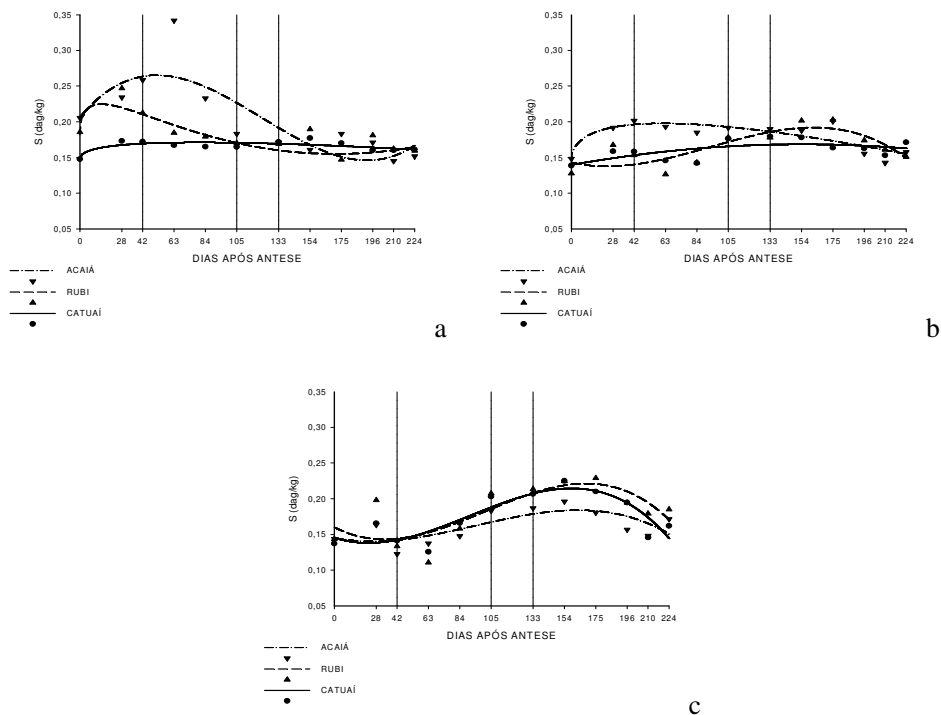 0,35
0,30
0,25
0,20
0,15
0,10
0,05
S (dag/kg)
0 28 42 63 84 105 133 154 175 196 210 224
DIAS APÓS ANTESE
ACAIÁ
RUBI
CATUAÍ
a
0,35
0,30
0,25
0,20
0,15
0,10
0,05
S (dag/kg)
0 28 42 63 84 105 133 154 175 196 210 224
DIAS APÓS ANTESE
ACAIÁ
RUBI
CATUAÍ
b
0,35
0,30
0,25
0,20
0,15
0,10
0,05
S (dag/kg)
0 28 42 63 84 105 133 154 175 196 210 224
DIAS APÓS ANTESE
ACAIÁ
RUBI
CATUAÍ
c